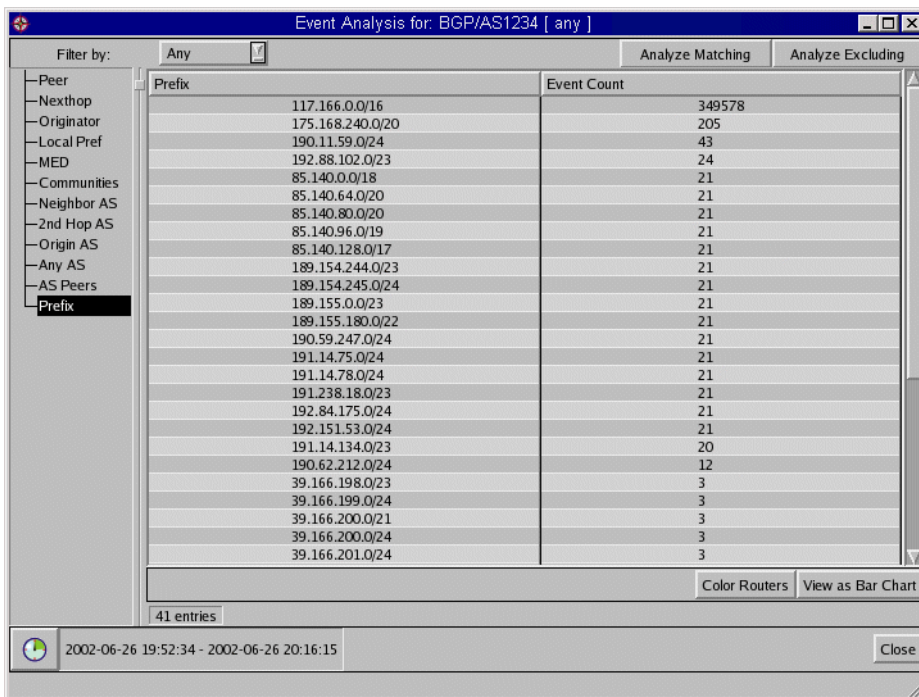 Event Analysis for: BGP/AS1234 [ any ]
Filter by: Any Analyze Matching Analyze Excluding
Peer
Nexthop
Originator
Local Pref
MED
Communities
Neighbor AS
2nd Hop AS
Origin AS
Any AS
AS Peers
Prefix
Prefix Event Count
117.166.0.0/16 349578
175.168.240.0/20 205
190.11.59.0/24 43
192.88.102.0/23 24
85.140.0.0/18 21
85.140.64.0/20 21
85.140.80.0/20 21
85.140.96.0/19 21
85.140.128.0/17 21
189.154.244.0/23 21
189.154.245.0/24 21
189.155.0.0/23 21
189.155.180.0/22 21
190.59.247.0/24 21
191.14.75.0/24 21
191.14.78.0/24 21
191.238.18.0/23 21
192.84.175.0/24 21
192.151.53.0/24 21
191.14.134.0/23 20
190.62.212.0/24 12
39.166.198.0/23 3
39.166.199.0/24 3
39.166.200.0/21 3
39.166.200.0/24 3
39.166.201.0/24 3
Color Routers View as Bar Chart
41 entries
2002-06-26 19:52:34 - 2002-06-26 20:16:15 Close